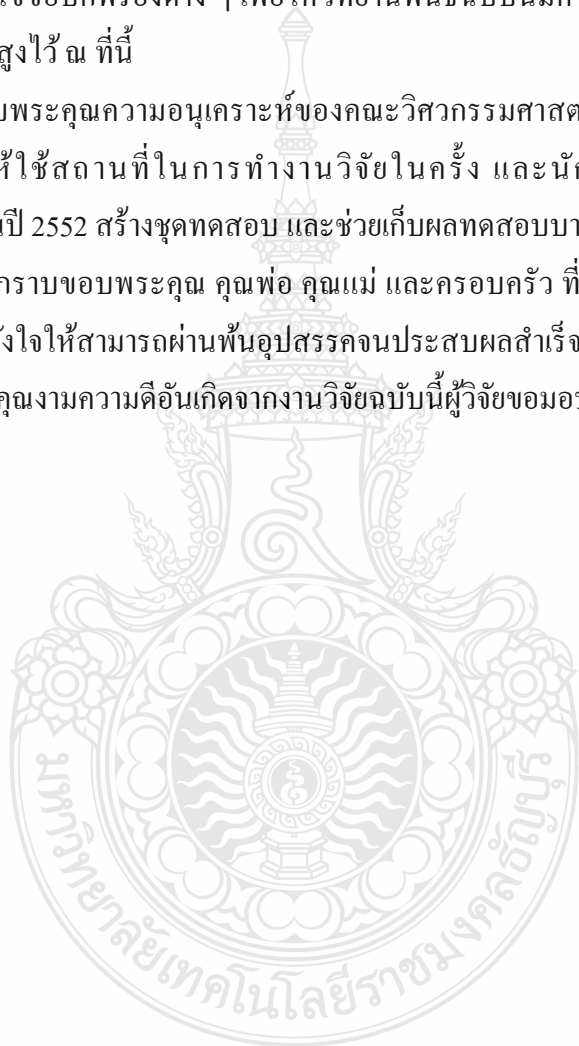 สูงไว้ ณ ที่นี้
บพระคุณความอนุเคราะห์ของคณะวิศวกรรมศาสต
ห้ใช้สถานที่ในการทำงานวิจัยในครั้ง และนัก
นปี 2552 สร้างชุดทดสอบ และช่วยเก็บผลทดสอบบา
กราบขอบพระคุณ คุณพ่อ คุณแม่ และครอบครัว ที่
ังใจให้สามารถผ่านพ้นอุปสรรคจนประสบผลสำเร็จ
คุณงามความดีอันเกิดจากงานวิจัยฉบับนี้ผู้วิจัยขอมอบ
มหาวิทยาลัยเทคโนโลยีราชมงคลธัญบุรี